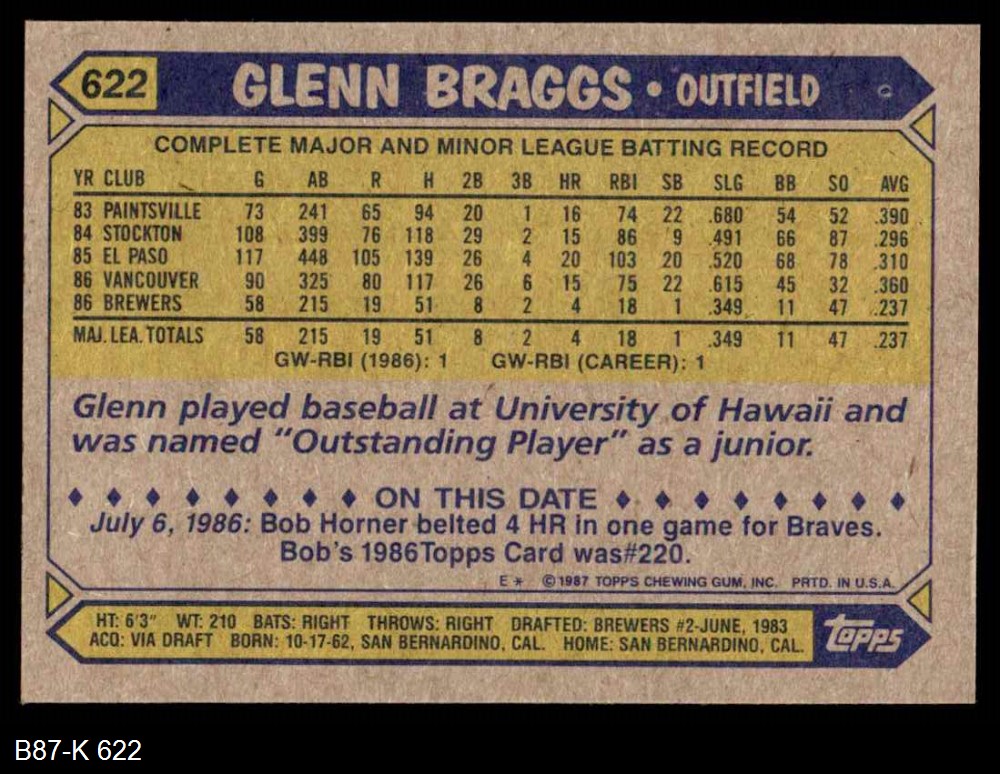 622 GLENN BRAGGS • OUTFIELD
COMPLETE MAJOR AND MINOR LEAGUE BATTING RECORD
YR CLUB G AB R H 2B 3B HR RBI SB SLG BB SO AVG
83 PAINTSVILLE 73 241 65 94 20 1 16 74 22 .680 54 52 .390
84 STOCKTON 108 399 76 118 29 2 15 86 9 .491 66 87 .296
85 EL PASO 117 448 105 139 26 4 20 103 20 .520 68 78 .310
86 VANCOUVER 90 325 80 117 26 6 15 75 22 .615 45 32 .360
86 BREWERS 58 215 19 51 8 2 4 18 1 .349 11 47 .237
MAJ. LEA. TOTALS 58 215 19 51 8 2 4 18 1 .349 11 47 .237
GW-RBI (1986): 1 GW-RBI (CAREER): 1
Glenn played baseball at University of Hawaii and
was named "Outstanding Player" as a junior.
♦ ♦ ♦ ♦ ♦ ♦ ♦ ♦ ON THIS DATE ♦ ♦ ♦ ♦ ♦ ♦ ♦ ♦
July 6, 1986: Bob Horner belted 4 HR in one game for Braves.
Bob's 1986 Topps Card was #220.
E * © 1987 TOPPS CHEWING GUM, INC. PRTD. IN U.S.A.
HT: 6'3" WT: 210 BATS: RIGHT THROWS: RIGHT DRAFTED: BREWERS #2-JUNE, 1983
ACQ: VIA DRAFT BORN: 10-17-62, SAN BERNARDINO, CAL. HOME: SAN BERNARDINO, CAL.
topps
B87-K 622